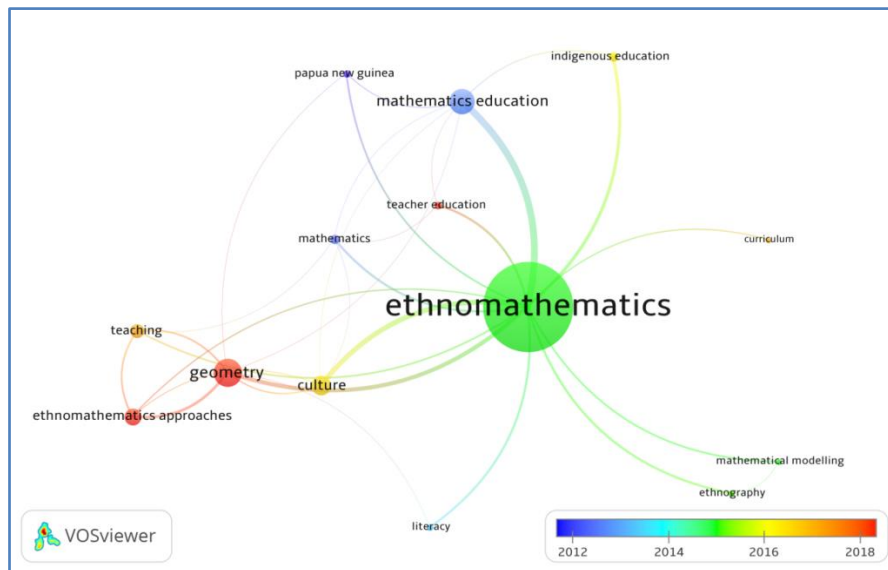 indigenous education
papua new guinea
mathematics education
teacher education
mathematics
curriculum
ethnomathematics
teaching
geometry
culture
ethnomathematics approaches
mathematical modelling
ethnography
literacy
VOSviewer
2012 2014 2016 2018